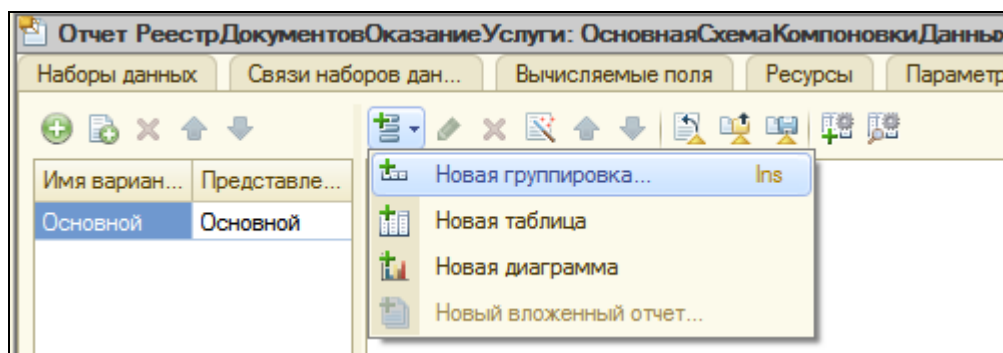 Отчет РеестрДокументовОказаниеУслуги: ОсновнаяСхемаКомпоновкиДанны
Наборы данных Связи наборов дан... Вычисляемые поля Ресурсы Параметр
Имя вариан... Представле...
Основной Основной
Новая группировка... Ins
Новая таблица
Новая диаграмма
Новый вложенный отчет...